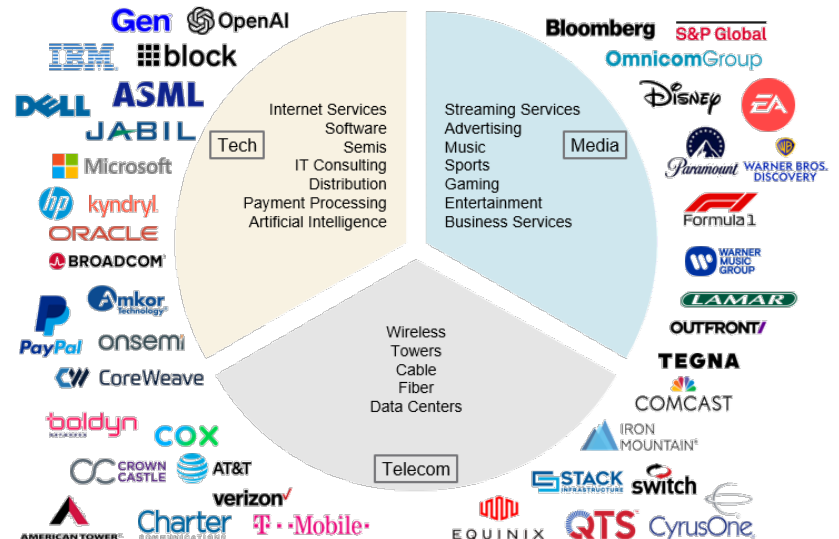 Gen OpenAI
IBM block
DELL ASML
JABIL
Microsoft
hp kyndryl
ORACLE
BROADCOM
Amkor
Technology
PayPal onsemi
CoreWeave
Internet Services
Software
Semis
IT Consulting
Distribution
Payment Processing
Artificial Intelligence
Tech
Streaming Services
Advertising
Music
Sports
Gaming
Entertainment
Business Services
Media
Bloomberg S&P Global
OmnicomGroup
DISNEY EA
Paramount WB WARNER BROS.
DISCOVERY
Formula 1
WARNER
MUSIC
GROUP
LAMAR
OUTFRONT/
TEGNA
COMCAST
Wireless
Towers
Cable
Fiber
Data Centers
Telecom
boldyn
NETWORKS
COX
CROWN
CASTLE
AT&T
verizon
AMERICAN TOWER
Charter
COMMUNICATIONS
T··Mobile·
IRON
MOUNTAIN®
STACK
INFRASTRUCTURE
switch
EQUINIX QTS CyrusOne